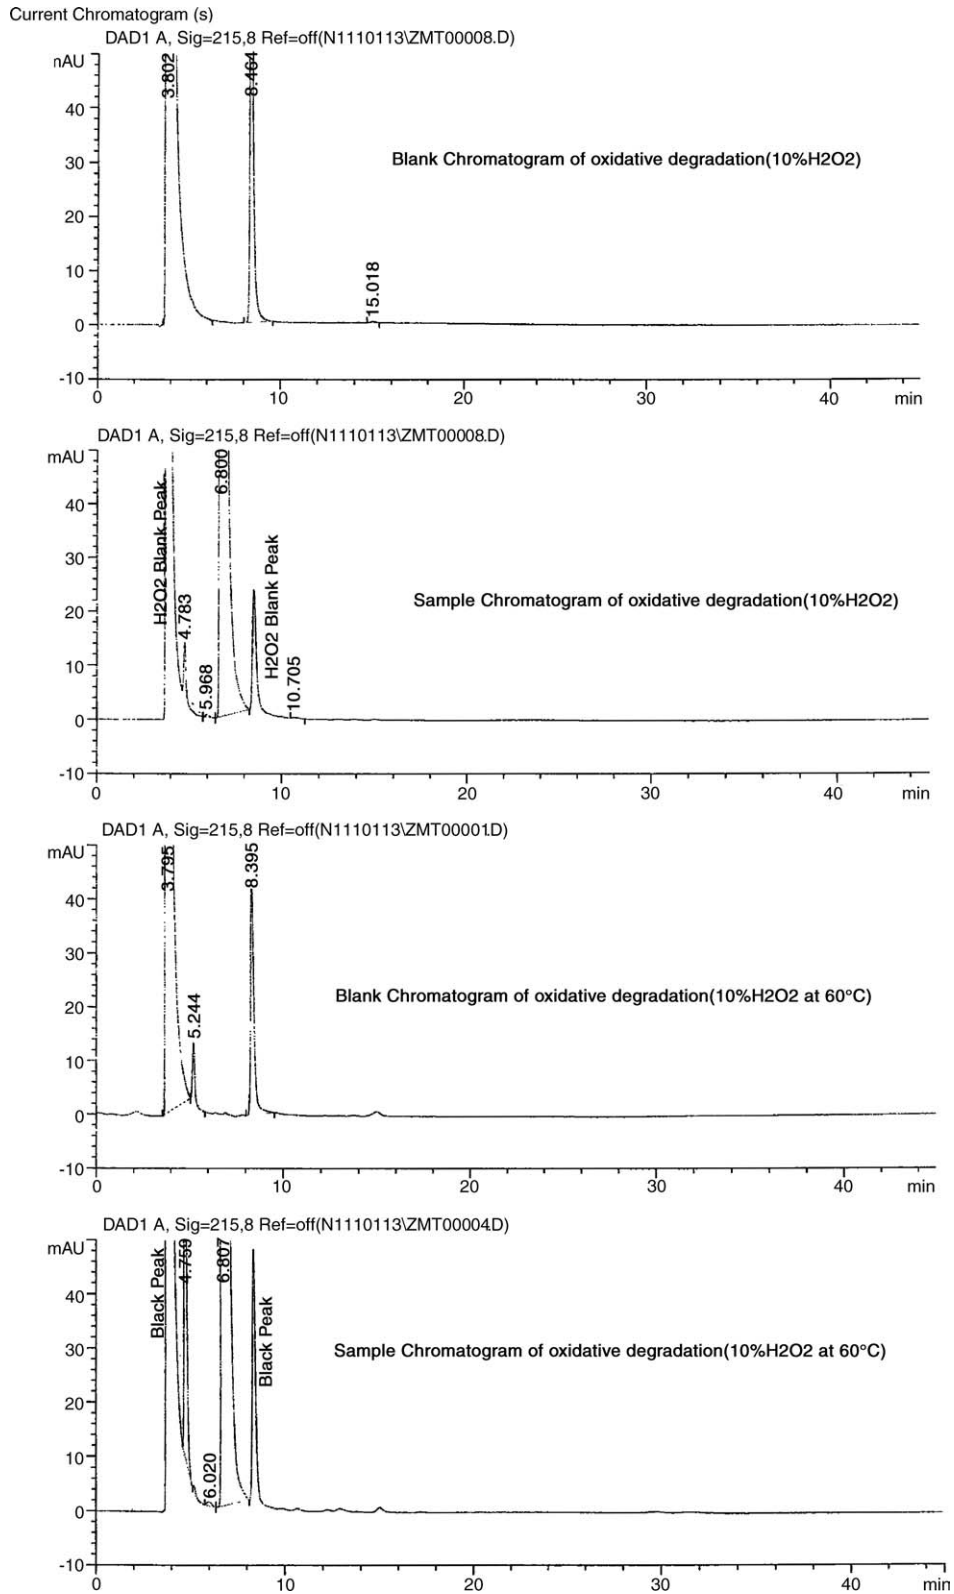 Current Chromatogram (s)
DAD1 A, Sig=215,8 Ref=off(N1110113\ZMT00008.D)
nAU
3.802
8.464
40
Blank Chromatogram of oxidative degradation(10%H2O2)
30
20
10
15.018
0
-10
0
10
20
30
40
min
DAD1 A, Sig=215,8 Ref=off(N1110113\ZMT00008.D)
mAU
H2O2 Blank Peak
4.783
5.968
6.800
H2O2 Blank Peak
10.705
40
30
Sample Chromatogram of oxidative degradation(10%H2O2)
20
10
0
-10
0
10
20
30
40
min
DAD1 A, Sig=215,8 Ref=off(N1110113\ZMT00001.D)
mAU
3.795
5.244
8.395
40
30
Blank Chromatogram of oxidative degradation(10%H2O2 at 60°C)
20
10
0
-10
0
10
20
30
40
min
DAD1 A, Sig=215,8 Ref=off(N1110113\ZMT00004.D)
mAU
Black Peak
4.759
6.020
6.807
Black Peak
40
30
Sample Chromatogram of oxidative degradation(10%H2O2 at 60°C)
20
10
0
-10
0
10
20
30
40
min